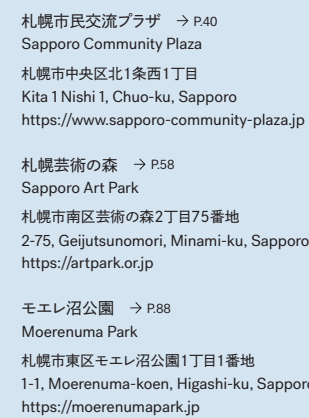 札幌市民交流プラザ → P.40
Sapporo Community Plaza
札幌市中央区北1条西1丁目
Kita 1 Nishi 1, Chuo-ku, Sapporo
https://www.sapporo-community-plaza.jp
札幌芸術の森 → P.58
Sapporo Art Park
札幌市南区芸術の森2丁目75番地
2-75, Geijutsunomori, Minami-ku, Sapporo
https://artpark.or.jp
モエレ沼公園 → P.88
Moerenuma Park
札幌市東区モエレ沼公園1丁目1番地
1-1, Moerenuma-koen, Higashi-ku, Sapporo
https://moerenumapark.jp